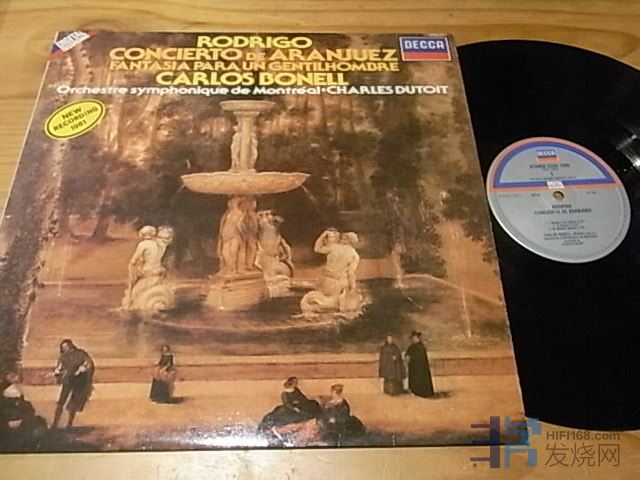 DIGITAL
RODRIGO
CONCIERTO DE ARANJUEZ
FANTASIA PARA UN GENTILHOMBRE
CARLOS BONELL
Orchestre symphonique de Montréal•CHARLES DUTOIT
DECCA
NEW
RECORDING
1981
DECCA
RODRIGO
CONCIERTO DE ARANJUEZ
HIFI168.com
发烧网